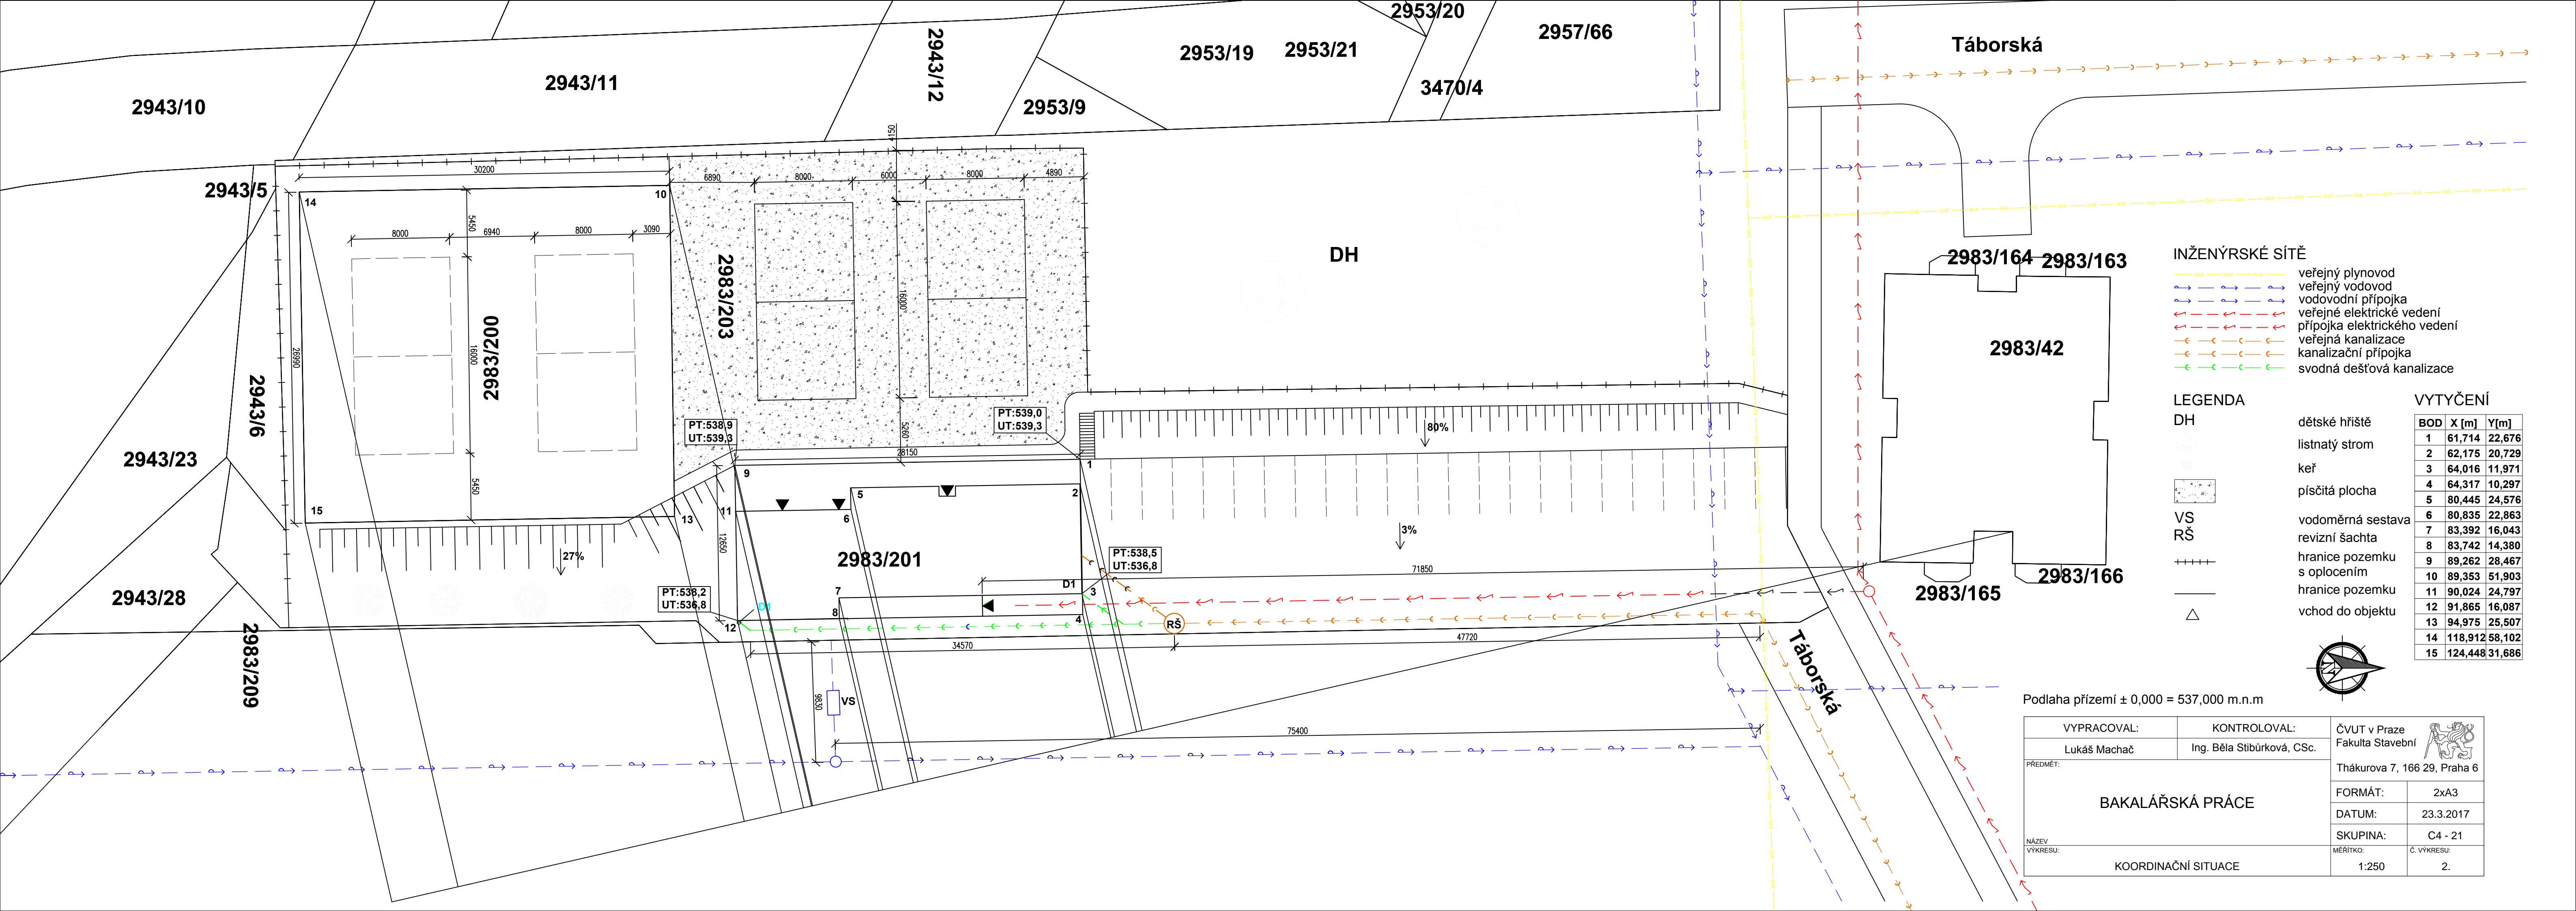 2953/20
2957/66
Táborská
2943/12
2953/19
2953/21
2943/11
2943/10
3470/4
2953/9
4150
30200
6890
8000
6000
8000
4890
2943/5
14
10
5450
8000
6940
8000
3090
DH
2983/203
16000
2983/200
26990
16000
2943/6
2943/23
2943/28
2983/209
5450
15
13
27%
PT:538,9
UT:539,3
PT:539,0
UT:539,3
5260
28150
80%
9
1
5
2
11
6
12650
2983/201
3%
PT:538,5
UT:536,8
71850
D1
7
3
PT:538,2
UT:536,8
D1
8
4
12
RŠ
34570
47720
9830
VS
75400
Táborská
2983/164
2983/163
2983/42
2983/165
2983/166
INŽENÝRSKÉ SÍTĚ
veřejný plynovod
veřejný vodovod
vodovodní přípojka
veřejné elektrické vedení
přípojka elektrického vedení
veřejná kanalizace
kanalizační přípojka
svodná dešťová kanalizace
LEGENDA
DH dětské hřiště
listnatý strom
keř
písčitá plocha
VS vodoměrná sestava
RŠ revizní šachta
hranice pozemku
s oplocením
hranice pozemku
vchod do objektu
VYTYČENÍ
BOD X [m] Y[m]
1 61,714 22,676
2 62,175 20,729
3 64,016 11,971
4 64,317 10,297
5 80,445 24,576
6 80,835 22,863
7 83,392 16,043
8 83,742 14,380
9 89,262 28,467
10 89,353 51,903
11 90,024 24,797
12 91,865 16,087
13 94,975 25,507
14 118,912 58,102
15 124,448 31,686
Podlaha přízemí ± 0,000 = 537,000 m.n.m
VYPRACOVAL:
KONTROLOVAL:
Lukáš Machač
Ing. Běla Stibůrková, CSc.
ČVUT v Praze
Fakulta Stavební
Thákurova 7, 166 29, Praha 6
PŘEDMĚT:
BAKALÁŘSKÁ PRÁCE
FORMÁT: 2xA3
DATUM: 23.3.2017
SKUPINA: C4 - 21
NÁZEV
VÝKRESU:
KOORDINAČNÍ SITUACE
MĚŘÍTKO:
1:250
Č. VÝKRESU:
2.